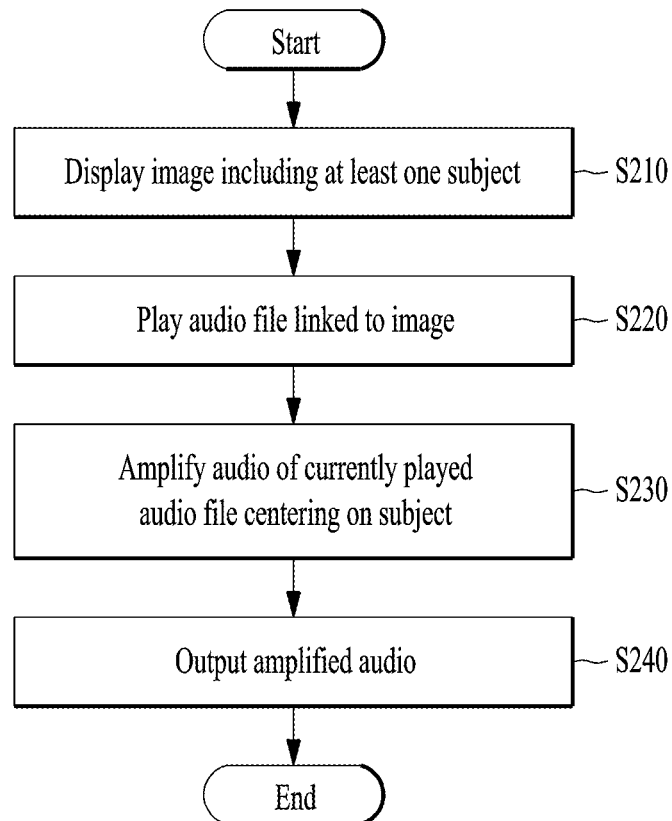 Start
Display image including at least one subject
S210
Play audio file linked to image
S220
Amplify audio of currently played
audio file centering on subject
S230
Output amplified audio
S240
End